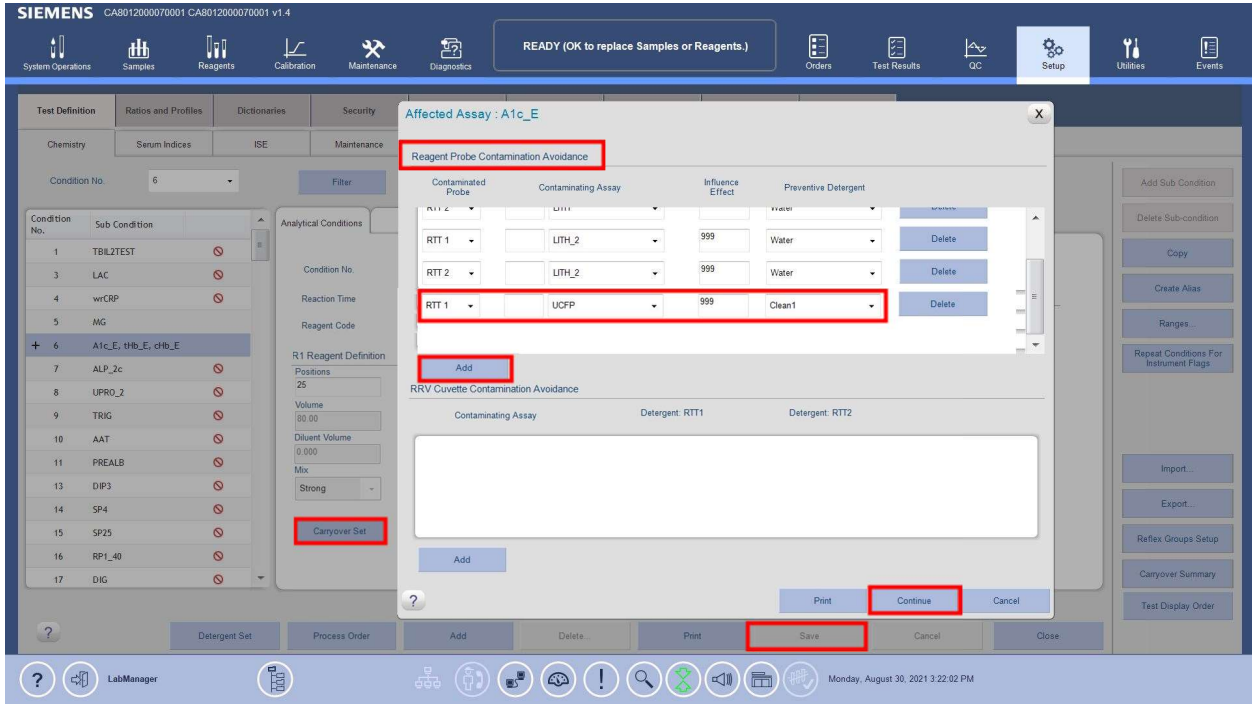 SIEMENS CA8012000070001 CA8012000070001 v1.4
System Operations Samples Reagents Calibration Maintenance Diagnostics READY (OK to replace Samples or Reagents.) Orders Test Results QC Setup Utilities Events
Test Definition Ratios and Profiles Dictionaries Security
Chemistry Serum Indices ISE Maintenance
Condition No. 6 Filter
Condition No. Sub Condition
1 TBIL2TEST
3 LAC
4 wrCRP
5 MG
+ 6 A1c_E, tHb_E, cHb_E
7 ALP_2c
8 UPRO_2
9 TRIG
10 AAT
11 PREALB
13 DIP3
14 SP4
15 SP25
16 RP1_40
17 DIG
Analytical Conditions
Condition No.
Reaction Time
Reagent Code
R1 Reagent Definition
Positions
25
Volume
80.00
Diluent Volume
0.000
Mix
Strong
Carryover Set
Affected Assay : A1c_E X
Reagent Probe Contamination Avoidance
Contaminated Probe Contaminating Assay Influence Effect Preventive Detergent
RTT 2 LITH Water Delete
RTT 1 LITH_2 999 Water Delete
RTT 2 LITH_2 999 Water Delete
RTT 1 UCFP 999 Clean1 Delete
Add
RRV Cuvette Contamination Avoidance
Contaminating Assay Detergent: RTT1 Detergent: RTT2
Add
? Print Continue Cancel
Add Sub Condition
Delete Sub-condition
Copy
Create Alias
Ranges...
Repeat Conditions For
Instrument Flags
Import...
Export...
Reflex Groups Setup
Carryover Summary
Test Display Order
? Detergent Set Process Order Add Delete... Print Save Cancel Close
? LabManager ! Monday, August 30, 2021 3:22:02 PM